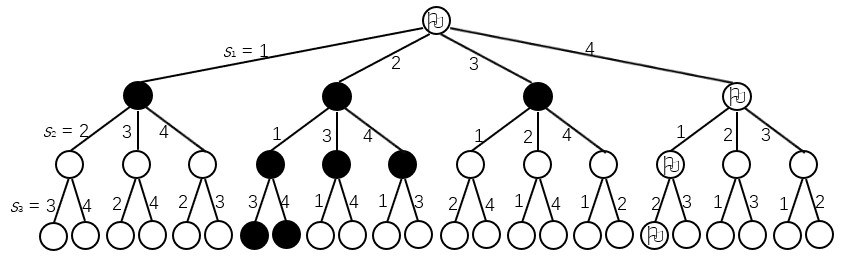 s₁ = 1 2 3 4
s₂ = 2 3 4 1 3 4 1 2 4 1 2 3
s₃ = 3 4 2 4 2 3 3 4 1 4 1 3 2 4 1 4 1 2 2 3 1 3 1 2